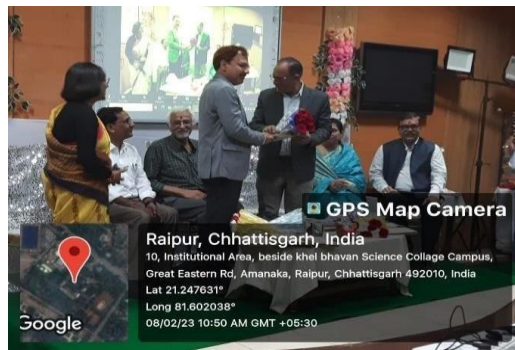 GPS Map Camera
Raipur, Chhattisgarh, India
10, Institutional Area, beside khel bhavan Science Collage Campus,
Great Eastern Rd, Amanaka, Raipur, Chhattisgarh 492010, India
Lat 21.247631°
Long 81.602038°
08/02/23 10:50 AM GMT +05:30
Google